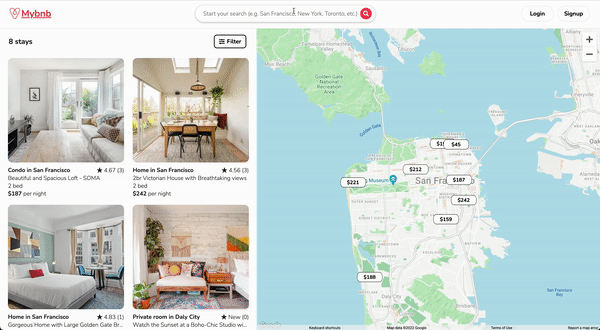 Mybnb
Start your search (e.g. San Francisco, New York, Toronto, etc.)
Login
Signup
8 stays
Filter
Condo in San Francisco
★ 4.67 (3)
Beautiful and Spacious Loft - SOMA
2 bed
$187 per night
Home in San Francisco
★ 4.56 (3)
2br Victorian House with Breathtaking views
2 bed
$242 per night
Home in San Francisco
★ 4.83 (1)
Gorgeous Home with Large Golden Gate Br...
Private room in Daly City
★ New (0)
Watch the Sunset at a Boho-Chic Studio wi...
Golden Gate
National
Recreation
Area
Golden Gate
$45
$212
$221
Museum
San Fra
$187
$242
$159
$188
Daly City
San Francisco
Bay
Alameda
Keyboard shortcuts
Map data ©2022 Google
Terms of Use
Report a map error